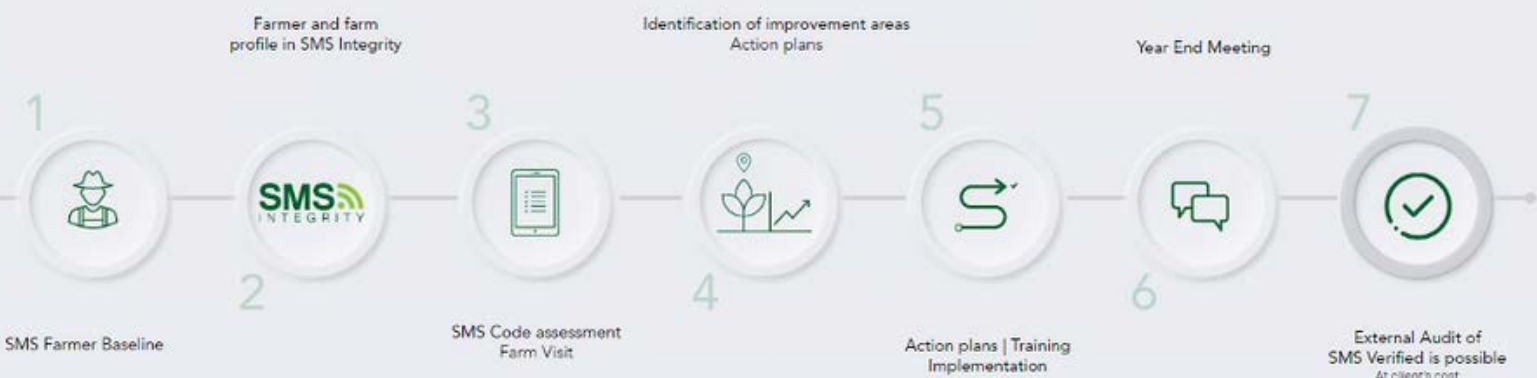 1
SMS Farmer Baseline
Farmer and farm
profile in SMS Integrity
SMS
INTEGRITY
2
3
SMS Code assessment
Farm Visit
Identification of improvement areas
Action plans
4
5
Action plans | Training
Implementation
Year End Meeting
6
7
External Audit of
SMS Verified is possible
At client's cost